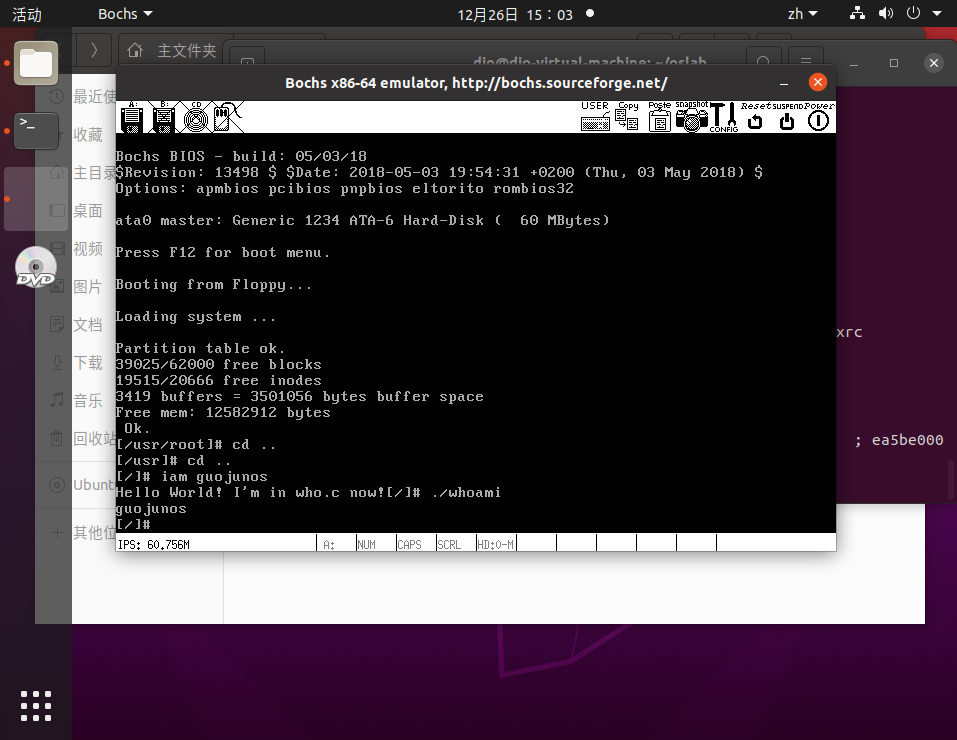 活动
Bochs
12月26日 15：03
zh
主文件夹
dio@dio-virtual-machine: ~/oslab
Bochs x86-64 emulator, http://bochs.sourceforge.net/
A: B: CD
USER Copy Paste snapshot CONFIG Reset SUSPEND Power
最近使
收藏
主目录
桌面
视频
图片
文档
下载
音乐
回收站
Ubunt
其他位
DVD
Bochs BIOS - build: 05/03/18
$Revision: 13498 $ $Date: 2018-05-03 19:54:31 +0200 (Thu, 03 May 2018) $
Options: apmbios pcibios pnpbios eltorito rombios32
ata0 master: Generic 1234 ATA-6 Hard-Disk (  60 MBytes)
Press F12 for boot menu.
Booting from Floppy...
Loading system ...
Partition table ok.
39025/62000 free blocks
19515/20666 free inodes
3419 buffers = 3501056 bytes buffer space
Free mem: 12582912 bytes
 Ok.
[/usr/root]# cd ..
[/usr]# cd ..
[/]# iam guojunos
Hello World! I'm in who.c now![/]# ./whoami
guojunos
[/]#
xrc
; ea5be000
IPS: 60.756M A: NUM CAPS SCRL HD:0-M